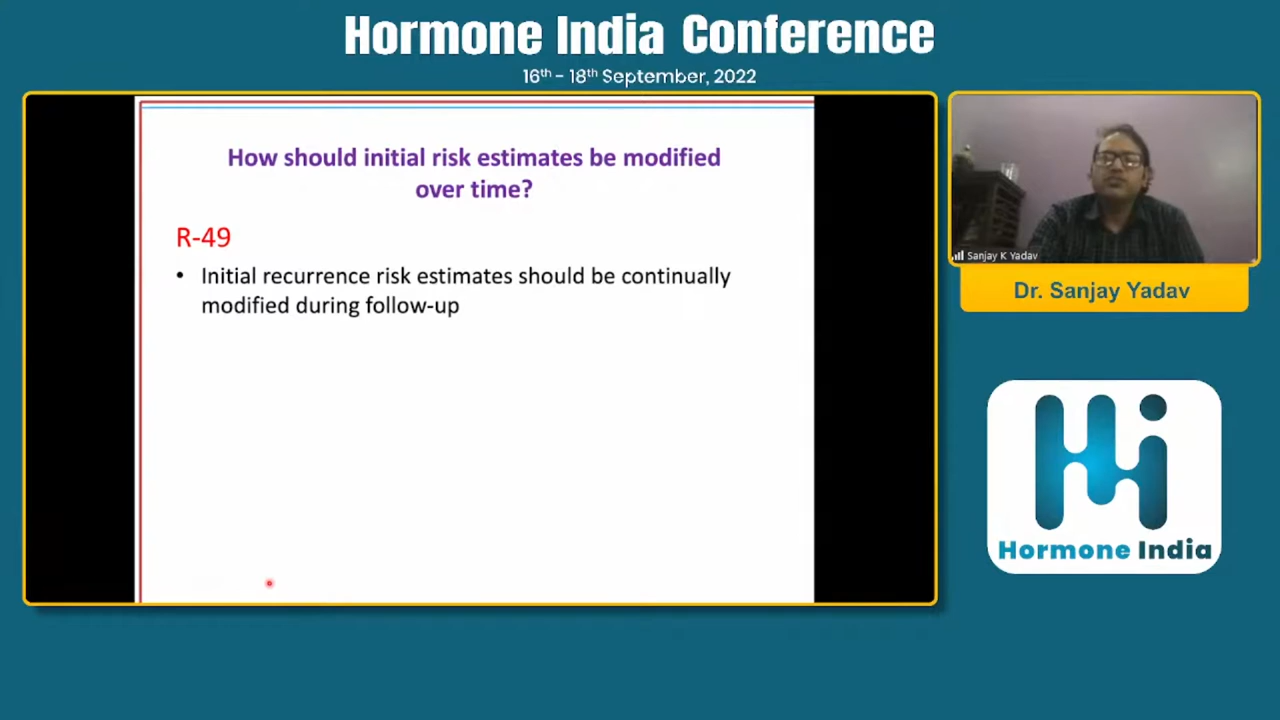 Hormone India Conference
16th - 18th September, 2022
How should initial risk estimates be modified
over time?
R-49
• Initial recurrence risk estimates should be continually
modified during follow-up
Sanjay K Yadav
Dr. Sanjay Yadav
Hormone India